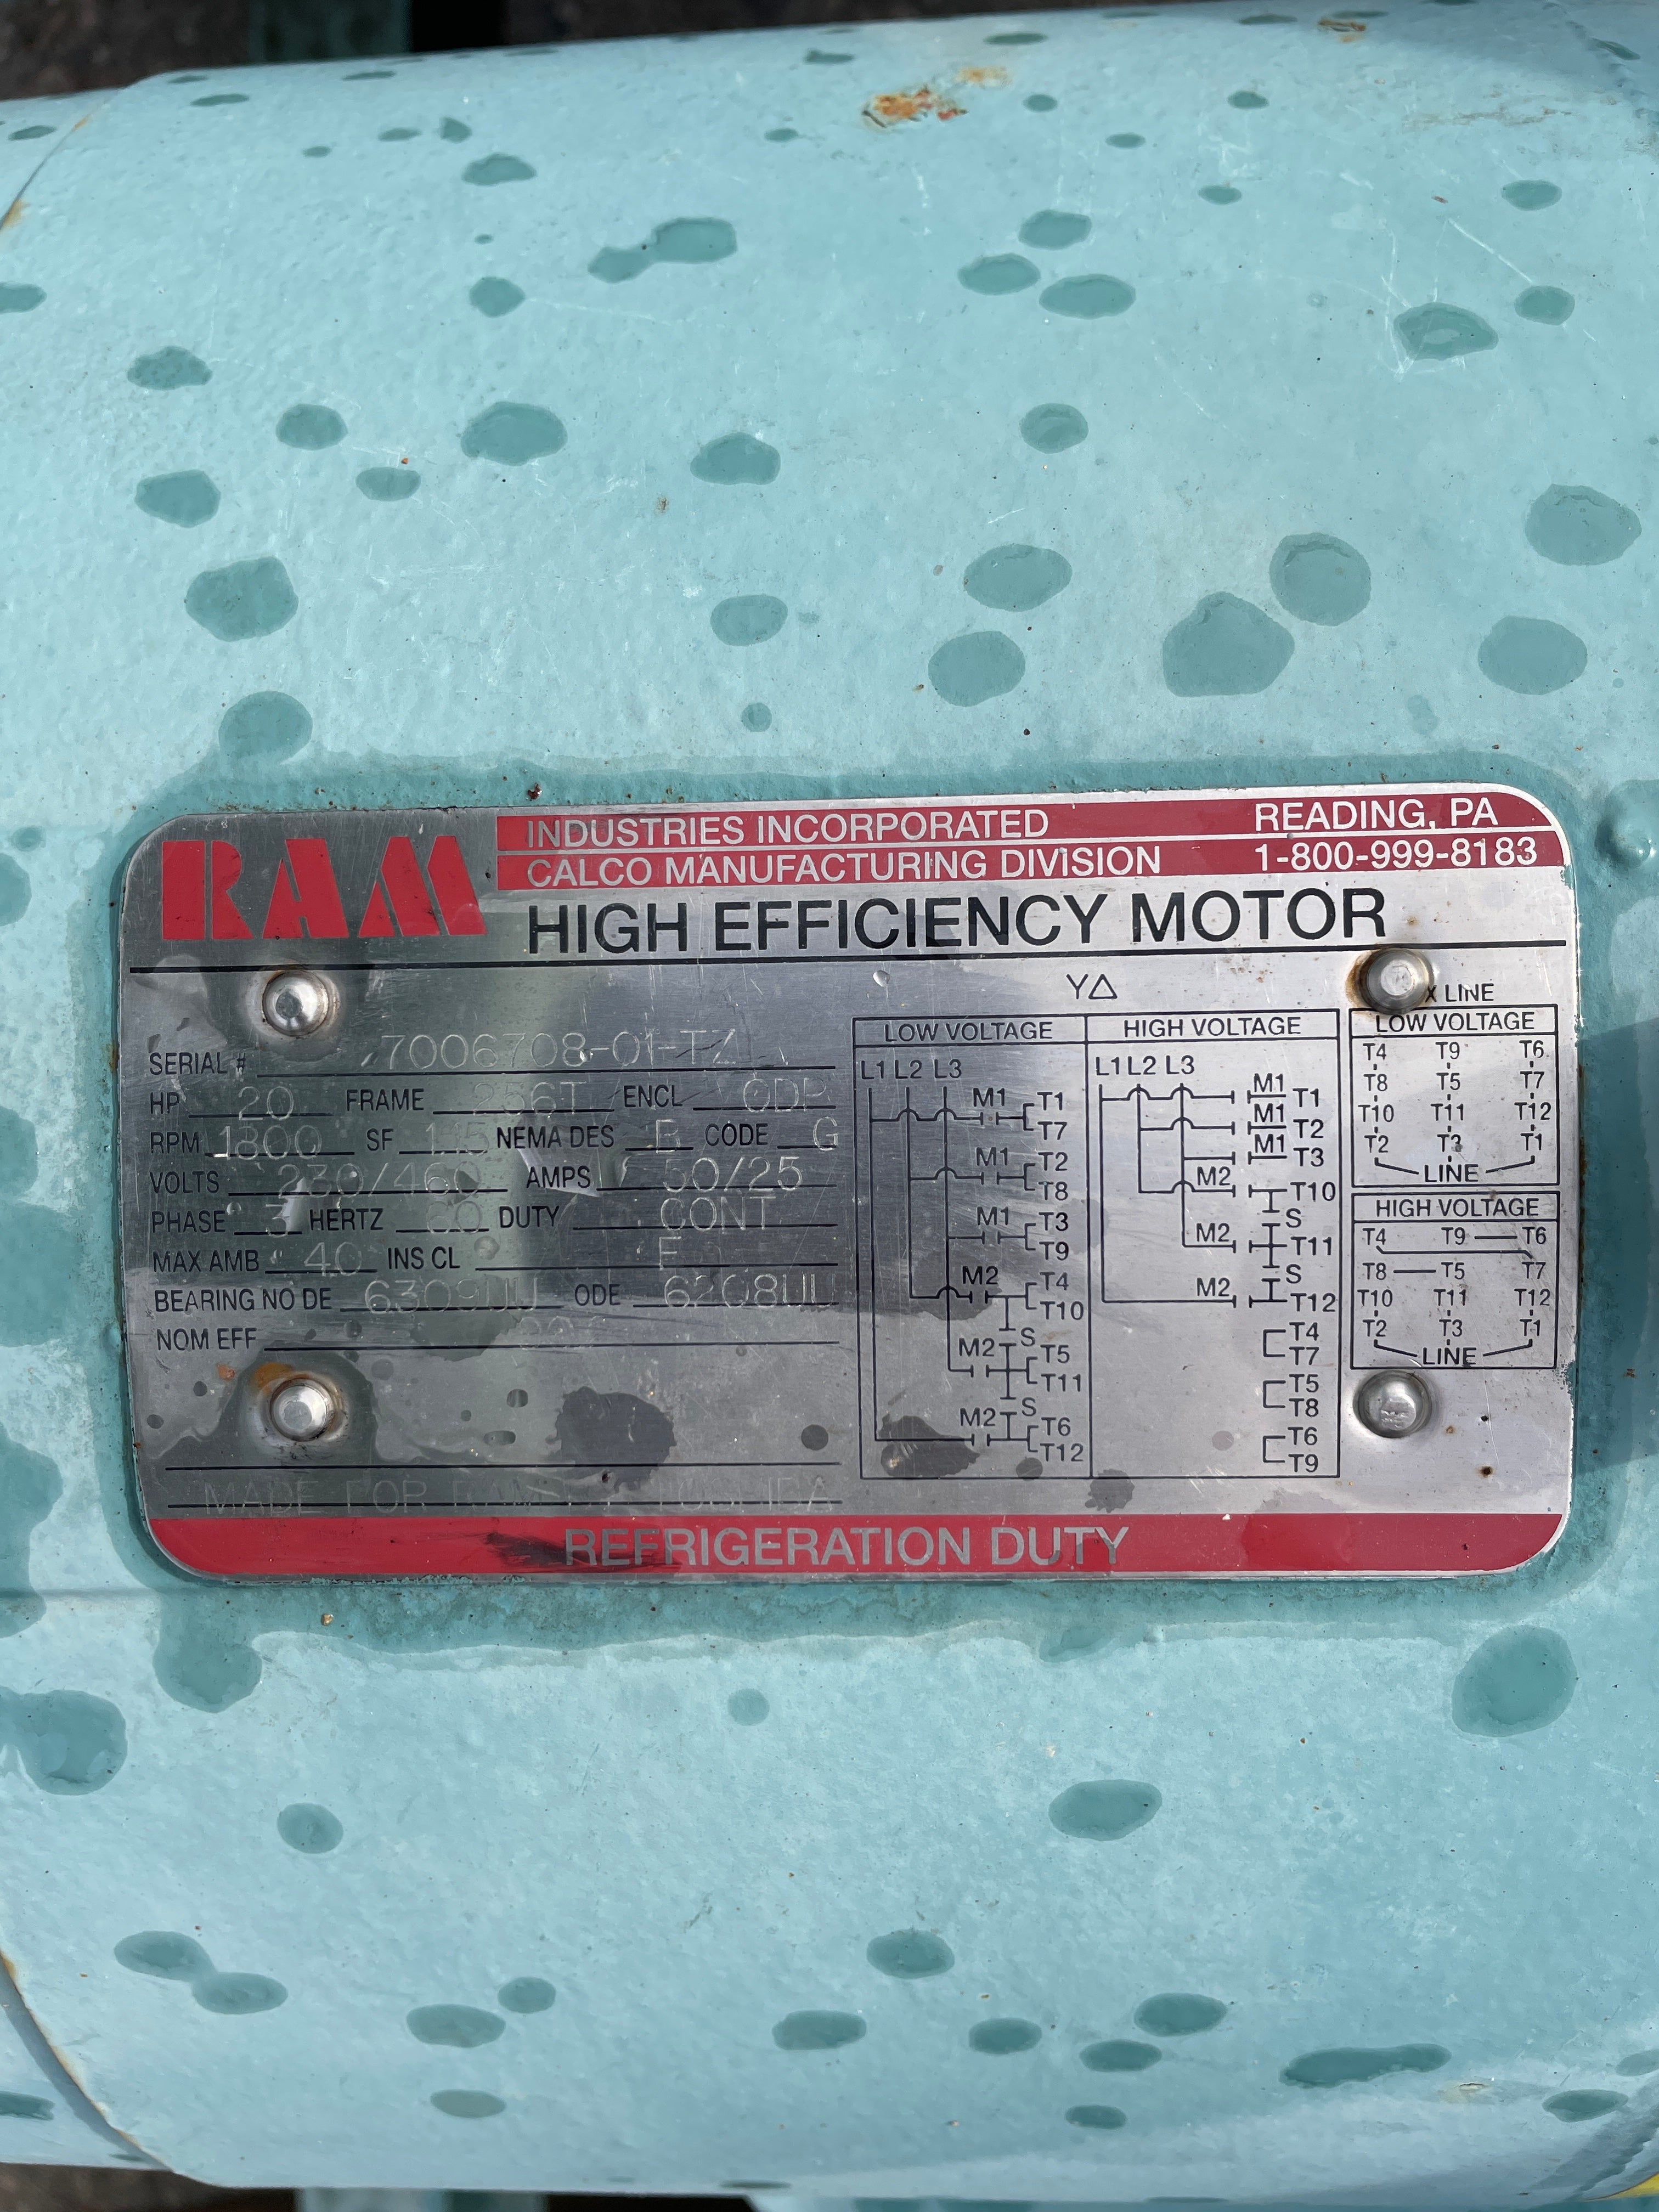 RAM
INDUSTRIES INCORPORATED READING, PA
CALCO MANUFACTURING DIVISION 1-800-999-8183
HIGH EFFICIENCY MOTOR
SERIAL # 7006708-01-TZ
HP 20 FRAME 256T ENCL ODP
RPM 1800 SF 1.15 NEMA DES B CODE G
VOLTS 230/460 AMPS 50/25
PHASE 3 HERTZ 60 DUTY CONT
MAX AMB 40 INS CL F
BEARING NO DE 6309UU ODE 6208UU
NOM EFF
MADE FOR
Y△
LOW VOLTAGE
L1 L2 L3
M1 T1
T7
M1 T2
T8
M1 T3
T9
M2 T4
T10
S
M2 T5
T11
S
M2 T6
T12
HIGH VOLTAGE
L1 L2 L3
M1 T1
M1 T2
M1 T3
M2 T10
S
M2 T11
S
M2 T12
T4
T7
T5
T8
T6
T9
X LINE
LOW VOLTAGE
T4 T9 T6
T8 T5 T7
T10 T11 T12
T2 T3 T1
LINE
HIGH VOLTAGE
T4 T9 T6
T8 T5 T7
T10 T11 T12
T2 T3 T1
LINE
REFRIGERATION DUTY